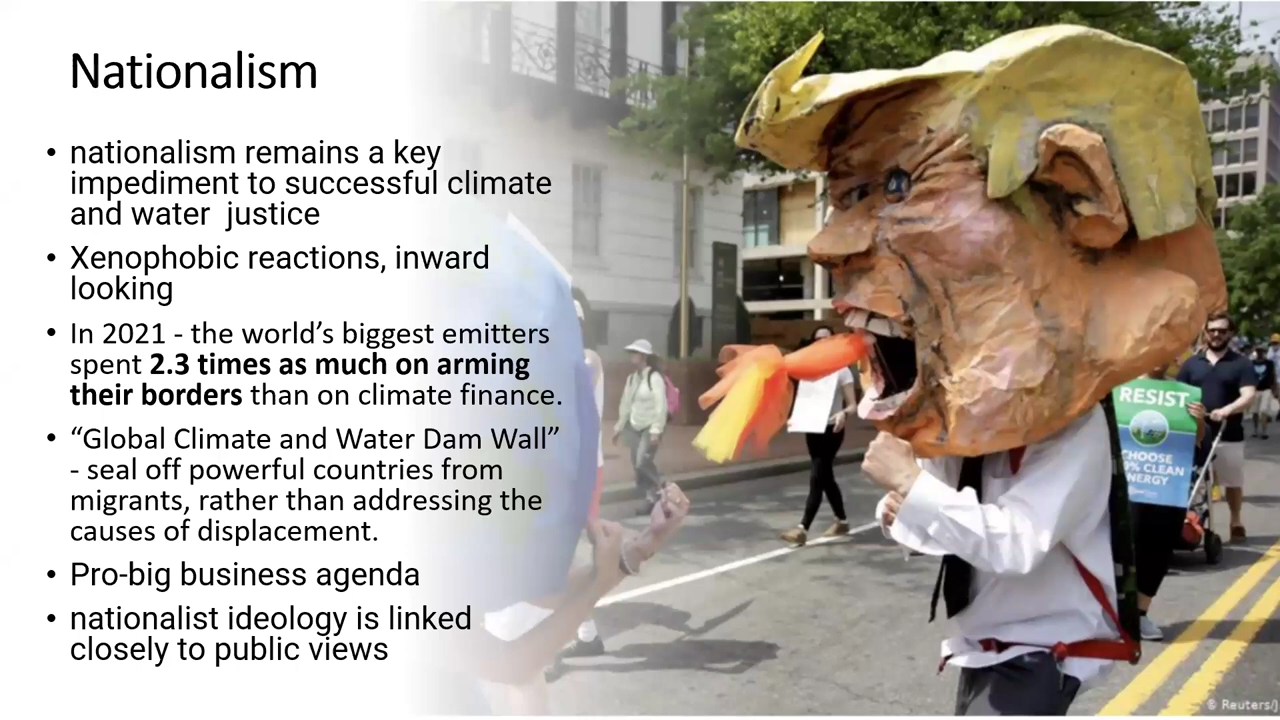 Nationalism
• nationalism remains a key
impediment to successful climate
and water  justice
• Xenophobic reactions, inward
looking
• In 2021 - the world’s biggest emitters
spent 2.3 times as much on arming
their borders than on climate finance.
• “Global Climate and Water Dam Wall”
- seal off powerful countries from
migrants, rather than addressing the
causes of displacement.
• Pro-big business agenda
• nationalist ideology is linked
closely to public views
RESIST
CHOOSE
% CLEAN
ENERGY
© Reuters/J